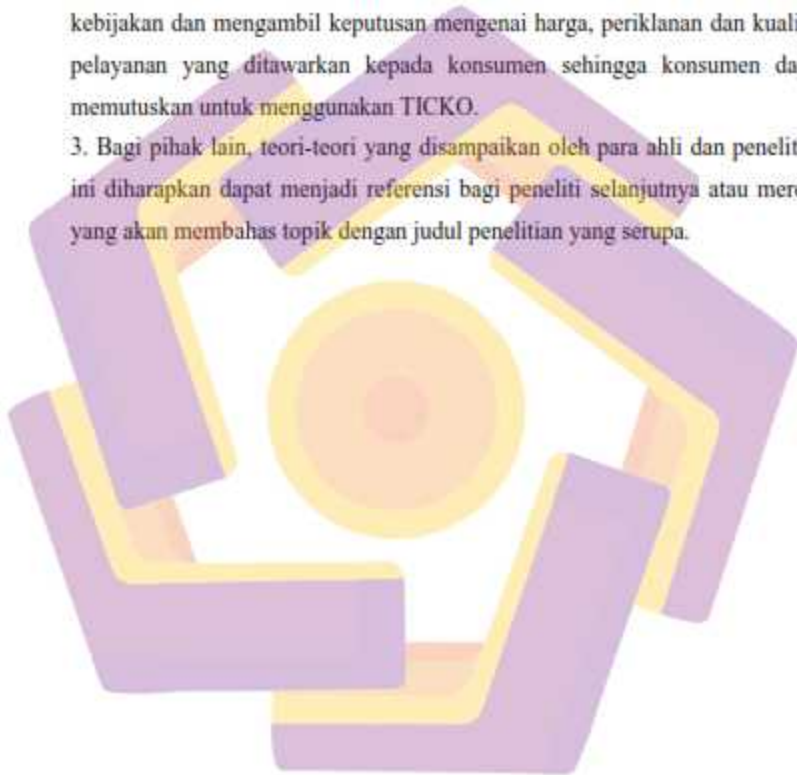 kebijakan dan mengambil keputusan mengenai harga, periklanan dan kuali
pelayanan yang ditawarkan kepada konsumen sehingga konsumen da
memutuskan untuk menggunakan TICKO.
3. Bagi pihak lain, teori-teori yang disampaikan oleh para ahli dan penelit
ini diharapkan dapat menjadi referensi bagi peneliti selanjutnya atau mere
yang akan membahas topik dengan judul penelitian yang serupa.